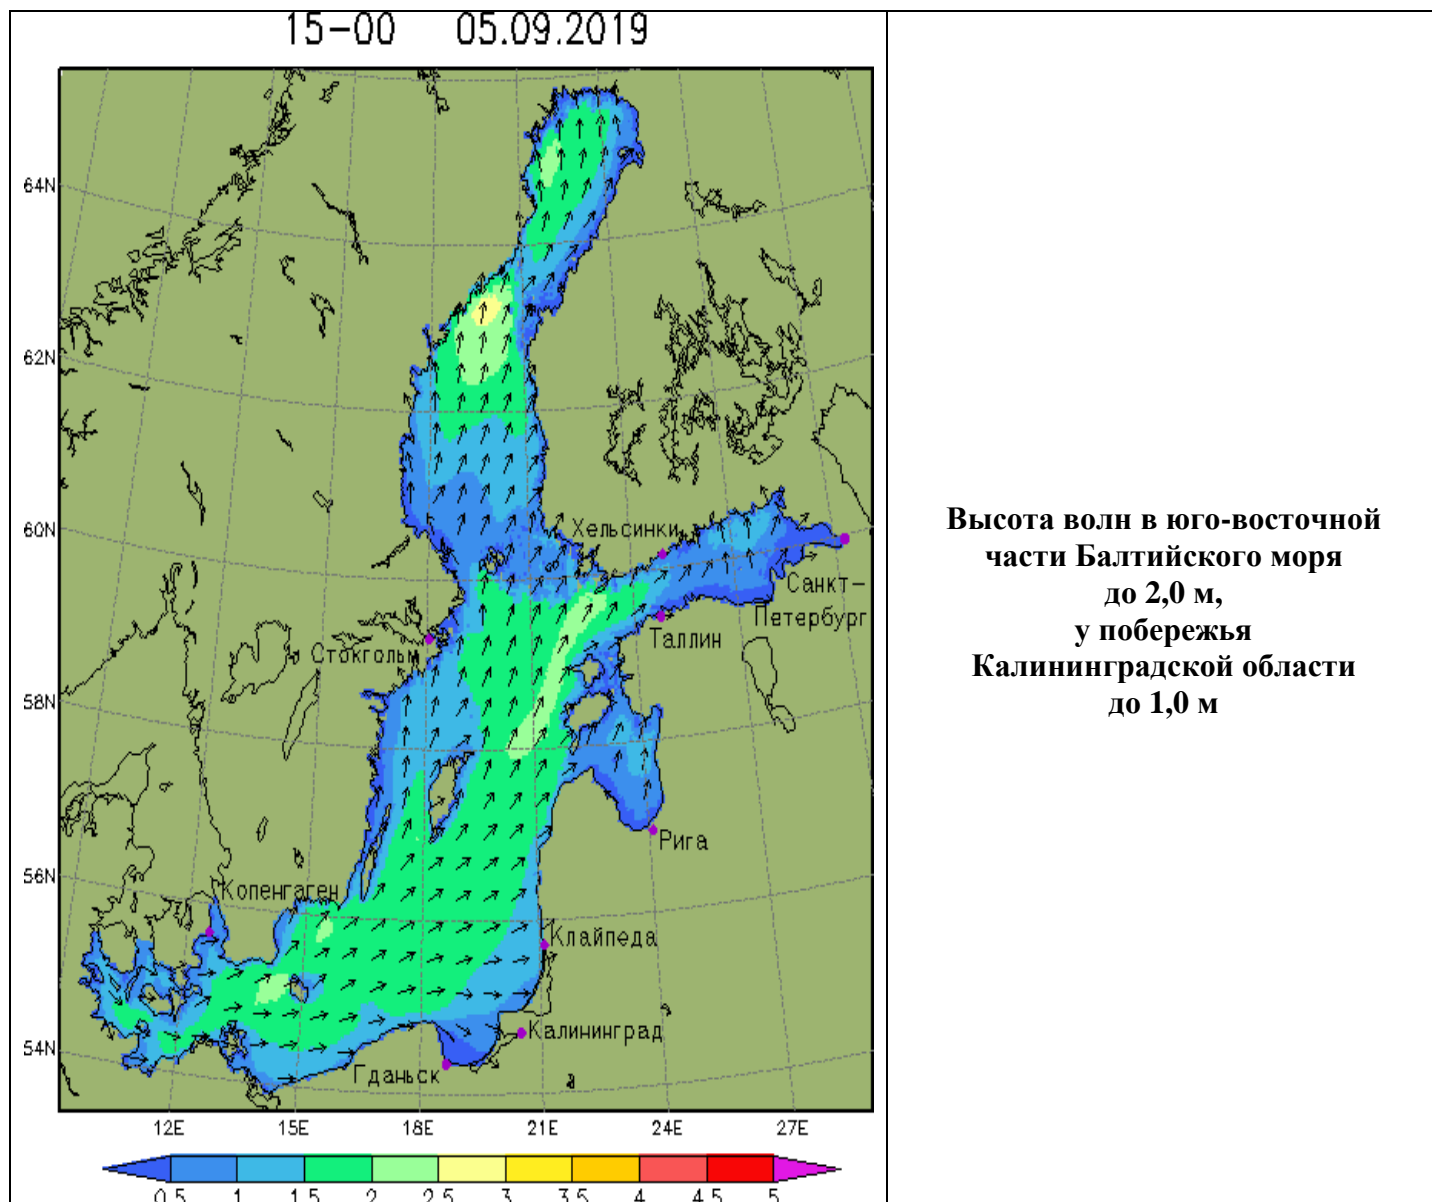 15-00 05.09.2019
64N
62N
60N
58N
56N
54N
Хельсинки
Санкт-
Петербург
Таллин
Стокгольм
Рига
Копенгаген
Клайпеда
Калининград
Гданьск
12E 15E 18E 21E 24E 27E
0.5 1 1.5 2 2.5 3 3.5 4 4.5 5
Высота волн в юго-восточной
части Балтийского моря
до 2,0 м,
у побережья
Калининградской области
до 1,0 м